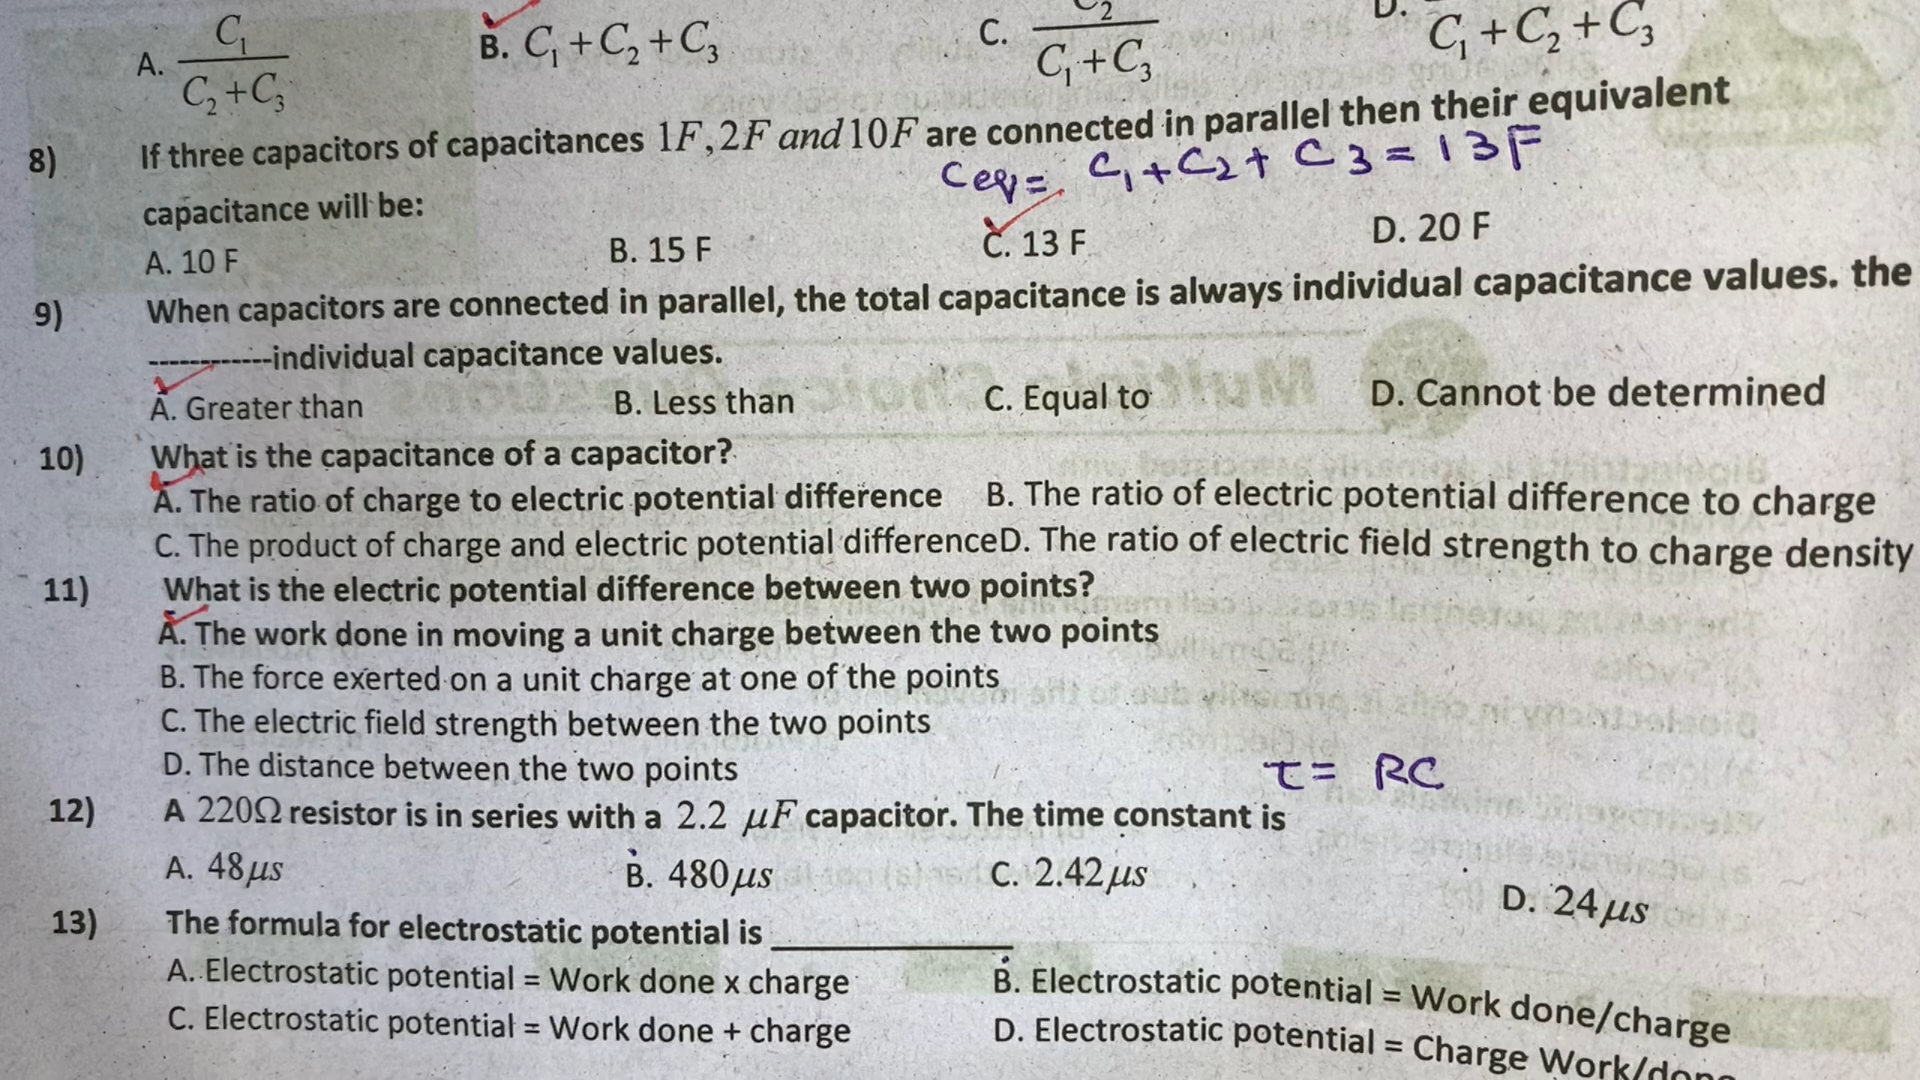 A. C₁ / C₂+C₃ B. C₁+C₂+C₃ C. C₂ / C₁+C₃ D. C₁+C₂+C₃
8) If three capacitors of capacitances 1F,2F and10F are connected in parallel then their equivalent
Ceq= C₁+C₂+C3=13F
capacitance will be:
A. 10 F B. 15 F C. 13 F D. 20 F
9) When capacitors are connected in parallel, the total capacitance is always individual capacitance values. the
------------individual capacitance values.
A. Greater than B. Less than C. Equal to D. Cannot be determined
10) What is the capacitance of a capacitor?
A. The ratio of charge to electric potential difference B. The ratio of electric potential difference to charge
C. The product of charge and electric potential differenceD. The ratio of electric field strength to charge density
11) What is the electric potential difference between two points?
A. The work done in moving a unit charge between the two points
B. The force exerted on a unit charge at one of the points
C. The electric field strength between the two points
D. The distance between the two points
τ= RC
12) A 220Ω resistor is in series with a 2.2 μF capacitor. The time constant is
A. 48μs B. 480μs C. 2.42μs D. 24μs
13) The formula for electrostatic potential is ____________
A. Electrostatic potential = Work done x charge B. Electrostatic potential = Work done/charge
C. Electrostatic potential = Work done + charge D. Electrostatic potential = Charge Work/done